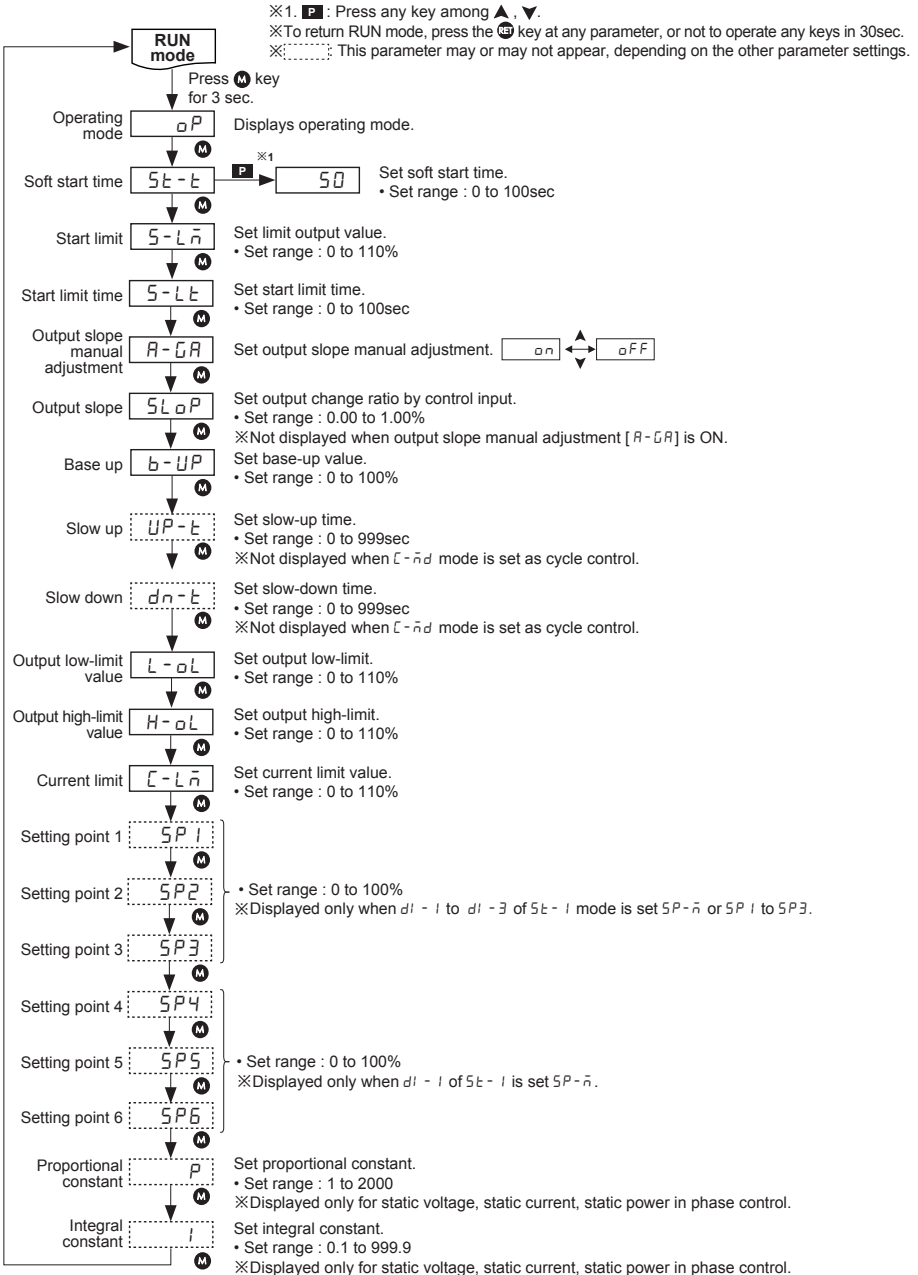 ※1. P : Press any key among ▲, ▼.
※To return RUN mode, press the RET key at any parameter, or not to operate any keys in 30sec.
※[ ]: This parameter may or may not appear, depending on the other parameter settings.
RUN
mode
Press M key
for 3 sec.
Operating
mode
oP
Displays operating mode.
M
Soft start time
St-t
P
※1
50
Set soft start time.
• Set range : 0 to 100sec
M
Start limit
S-Lm
Set limit output value.
• Set range : 0 to 110%
M
Start limit time
S-Lt
Set start limit time.
• Set range : 0 to 100sec
M
Output slope
manual
adjustment
A-GA
Set output slope manual adjustment.
on
oFF
M
Output slope
SLoP
Set output change ratio by control input.
• Set range : 0.00 to 1.00%
※Not displayed when output slope manual adjustment [A-GA] is ON.
M
Base up
b-UP
Set base-up value.
• Set range : 0 to 100%
M
Slow up
UP-t
Set slow-up time.
• Set range : 0 to 999sec
※Not displayed when C-md mode is set as cycle control.
M
Slow down
dn-t
Set slow-down time.
• Set range : 0 to 999sec
※Not displayed when C-md mode is set as cycle control.
M
Output low-limit
value
L-oL
Set output low-limit.
• Set range : 0 to 110%
M
Output high-limit
value
H-oL
Set output high-limit.
• Set range : 0 to 110%
M
Current limit
C-Lm
Set current limit value.
• Set range : 0 to 110%
M
Setting point 1
SP1
M
Setting point 2
SP2
• Set range : 0 to 100%
※Displayed only when dI-1 to dI-3 of St-1 mode is set SP-m or SP1 to SP3.
M
Setting point 3
SP3
M
Setting point 4
SP4
M
Setting point 5
SP5
• Set range : 0 to 100%
※Displayed only when dI-1 of St-1 is set SP-m.
M
Setting point 6
SP6
M
Proportional
constant
P
Set proportional constant.
• Set range : 1 to 2000
※Displayed only for static voltage, static current, static power in phase control.
M
Integral
constant
I
Set integral constant.
• Set range : 0.1 to 999.9
※Displayed only for static voltage, static current, static power in phase control.
M